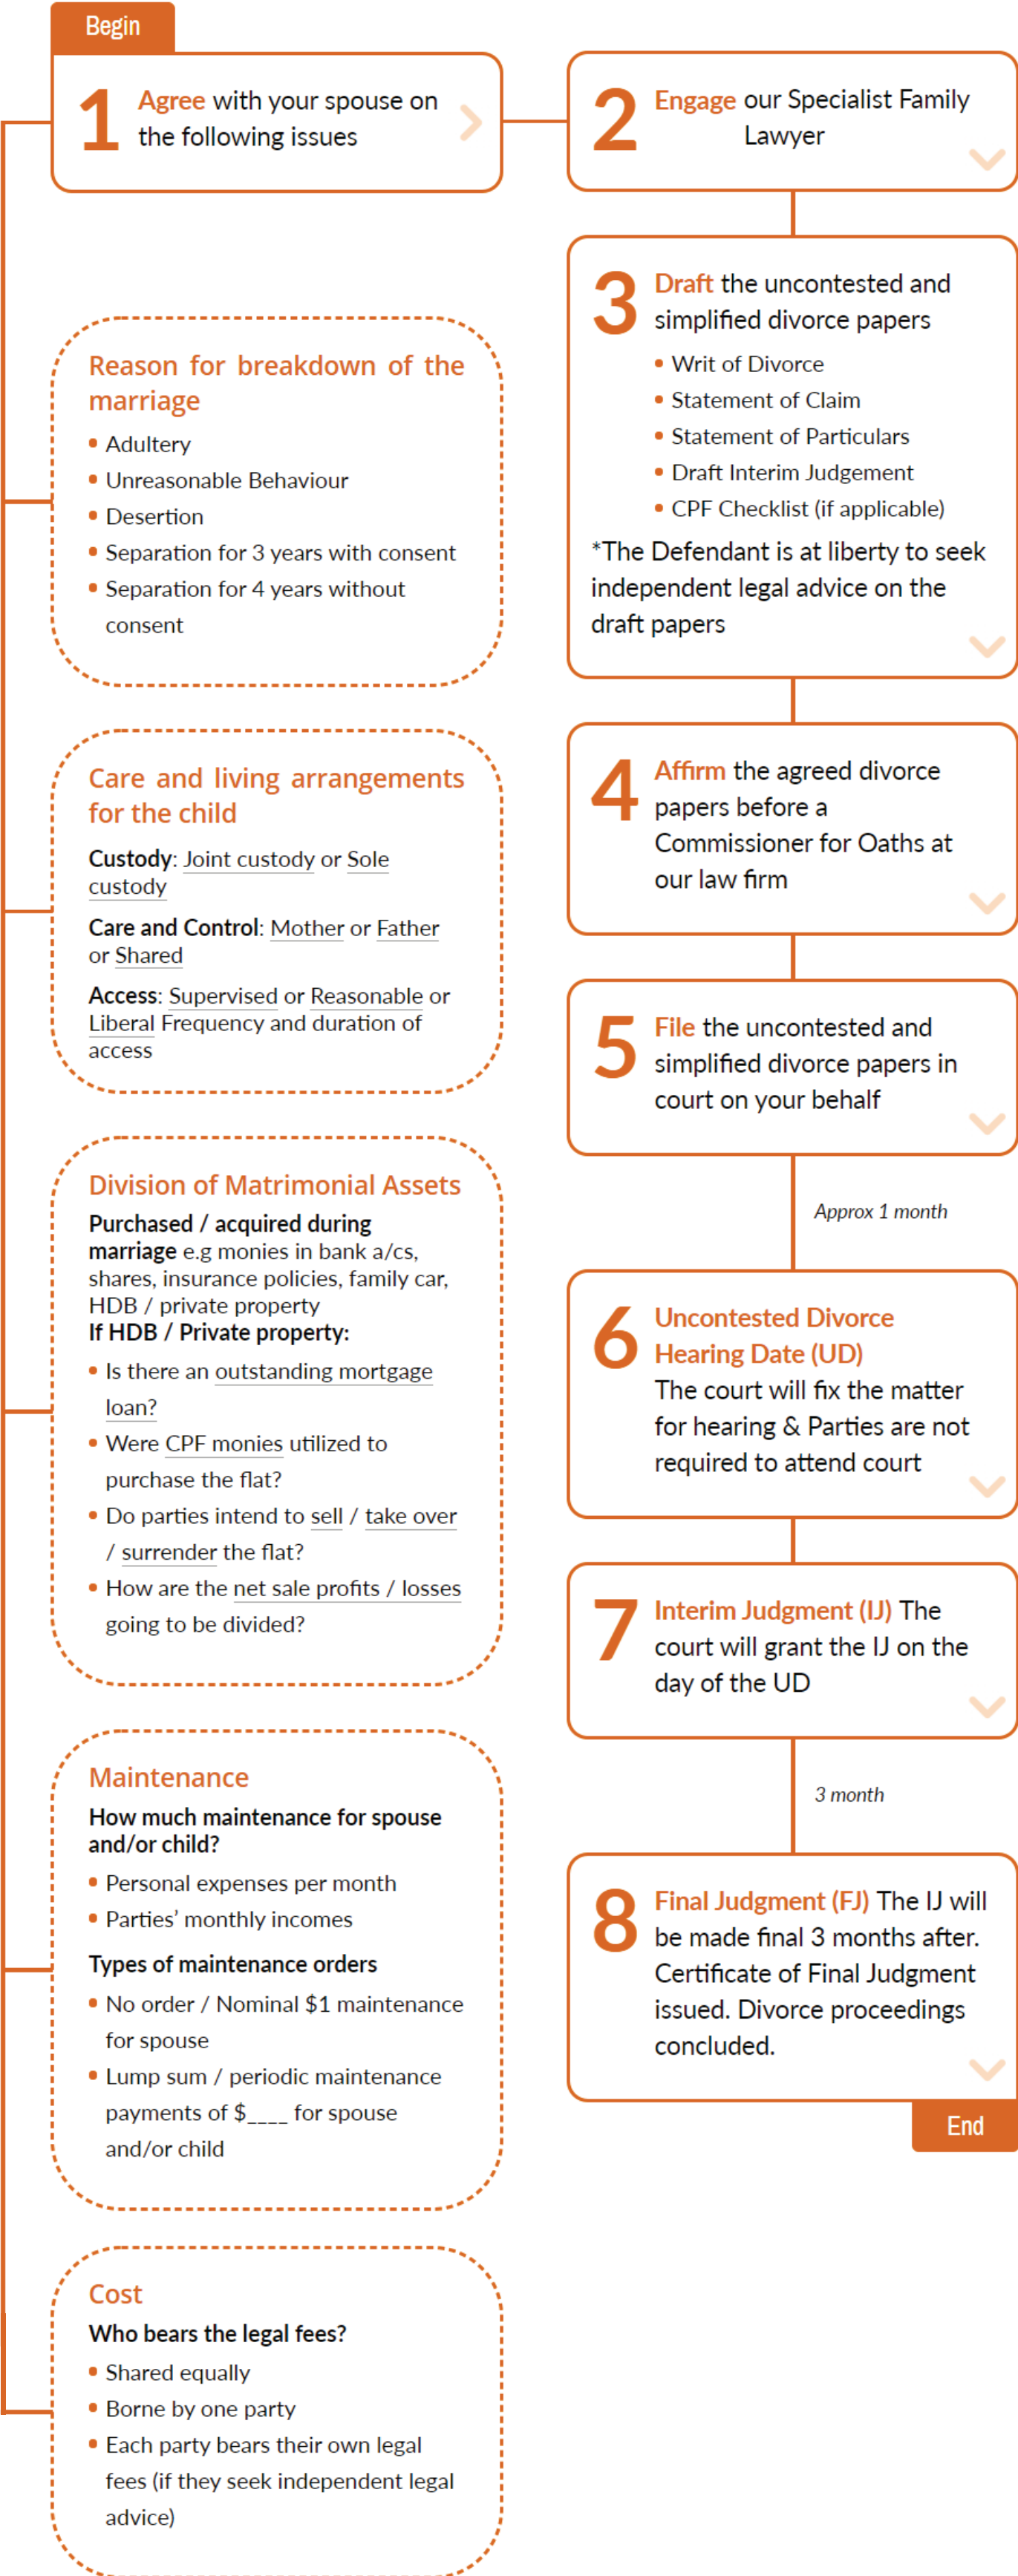 Begin
1
Agree with your spouse on
the following issues
Reason for breakdown of the
marriage
• Adultery
• Unreasonable Behaviour
• Desertion
• Separation for 3 years with consent
• Separation for 4 years without
consent
Care and living arrangements
for the child
Custody: Joint custody or Sole
custody
Care and Control: Mother or Father
or Shared
Access: Supervised or Reasonable or
Liberal Frequency and duration of
access
Division of Matrimonial Assets
Purchased / acquired during
marriage e.g monies in bank a/cs,
shares, insurance policies, family car,
HDB / private property
If HDB / Private property:
• Is there an outstanding mortgage
loan?
• Were CPF monies utilized to
purchase the flat?
• Do parties intend to sell / take over
/ surrender the flat?
• How are the net sale profits / losses
going to be divided?
Maintenance
How much maintenance for spouse
and/or child?
• Personal expenses per month
• Parties' monthly incomes
Types of maintenance orders
• No order / Nominal $1 maintenance
for spouse
• Lump sum / periodic maintenance
payments of $____ for spouse
and/or child
Cost
Who bears the legal fees?
• Shared equally
• Borne by one party
• Each party bears their own legal
fees (if they seek independent legal
advice)
2
Engage our Specialist Family
Lawyer
3
Draft the uncontested and
simplified divorce papers
• Writ of Divorce
• Statement of Claim
• Statement of Particulars
• Draft Interim Judgement
• CPF Checklist (if applicable)
*The Defendant is at liberty to seek
independent legal advice on the
draft papers
4
Affirm the agreed divorce
papers before a
Commissioner for Oaths at
our law firm
5
File the uncontested and
simplified divorce papers in
court on your behalf
Approx 1 month
6
Uncontested Divorce
Hearing Date (UD)
The court will fix the matter
for hearing & Parties are not
required to attend court
7
Interim Judgment (IJ) The
court will grant the IJ on the
day of the UD
3 month
8
Final Judgment (FJ) The IJ will
be made final 3 months after.
Certificate of Final Judgment
issued. Divorce proceedings
concluded.
End